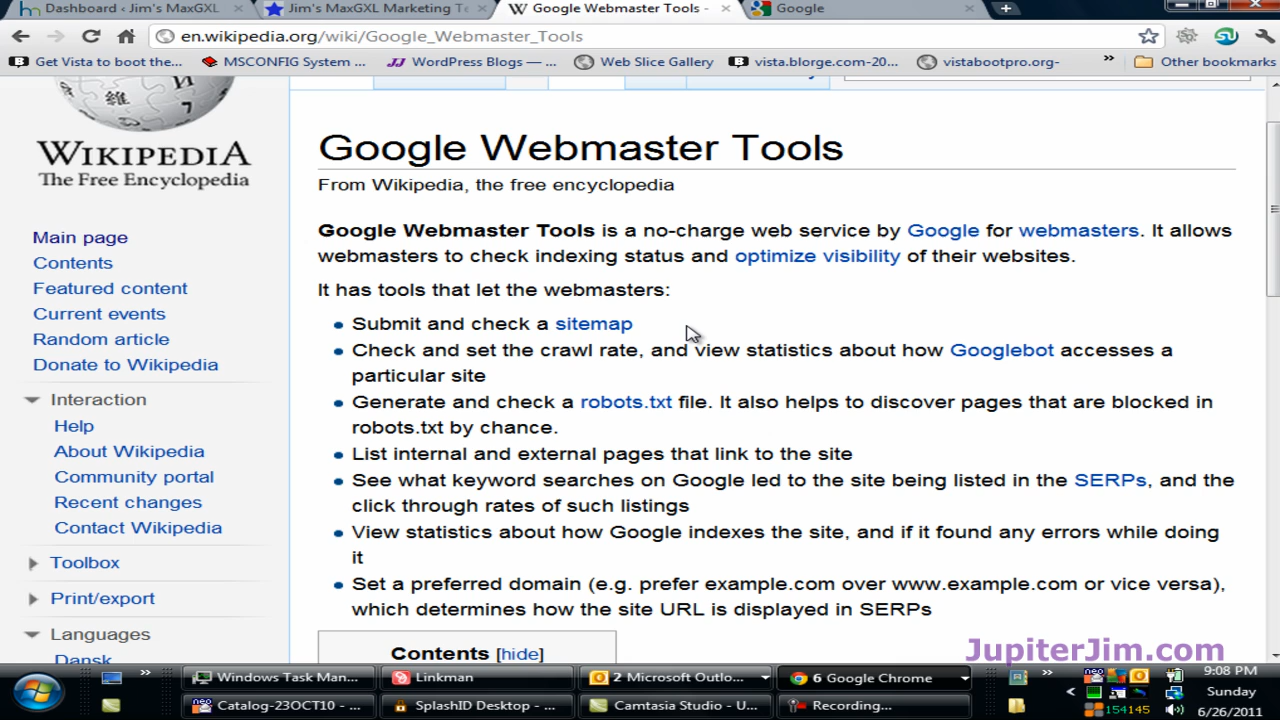 Dashboard ‹ Jim's MaxGXL
Jim's MaxGXL Marketing Te
Google Webmaster Tools -
Google
en.wikipedia.org/wiki/Google_Webmaster_Tools
Get Vista to boot the...
MSCONFIG System ...
WordPress Blogs — ...
Web Slice Gallery
vista.blorge.com-20...
vistabootpro.org-
»
Other bookmarks
維
7
WIKIPEDIA
The Free Encyclopedia
Main page
Contents
Featured content
Current events
Random article
Donate to Wikipedia
Interaction
Help
About Wikipedia
Community portal
Recent changes
Contact Wikipedia
Toolbox
Print/export
Languages
Dansk
Google Webmaster Tools
From Wikipedia, the free encyclopedia
Google Webmaster Tools is a no-charge web service by Google for webmasters. It allows
webmasters to check indexing status and optimize visibility of their websites.
It has tools that let the webmasters:
Submit and check a sitemap
Check and set the crawl rate, and view statistics about how Googlebot accesses a
particular site
Generate and check a robots.txt file. It also helps to discover pages that are blocked in
robots.txt by chance.
List internal and external pages that link to the site
See what keyword searches on Google led to the site being listed in the SERPs, and the
click through rates of such listings
View statistics about how Google indexes the site, and if it found any errors while doing
it
Set a preferred domain (e.g. prefer example.com over www.example.com or vice versa),
which determines how the site URL is displayed in SERPs
Contents [hide]
JupiterJim.com
Windows Task Man...
Linkman
2 Microsoft Outlo...
6 Google Chrome
Catalog-23OCT10 - ...
SplashID Desktop - ...
Camtasia Studio - U...
Recording...
154145
9:08 PM
Sunday
6/26/2011